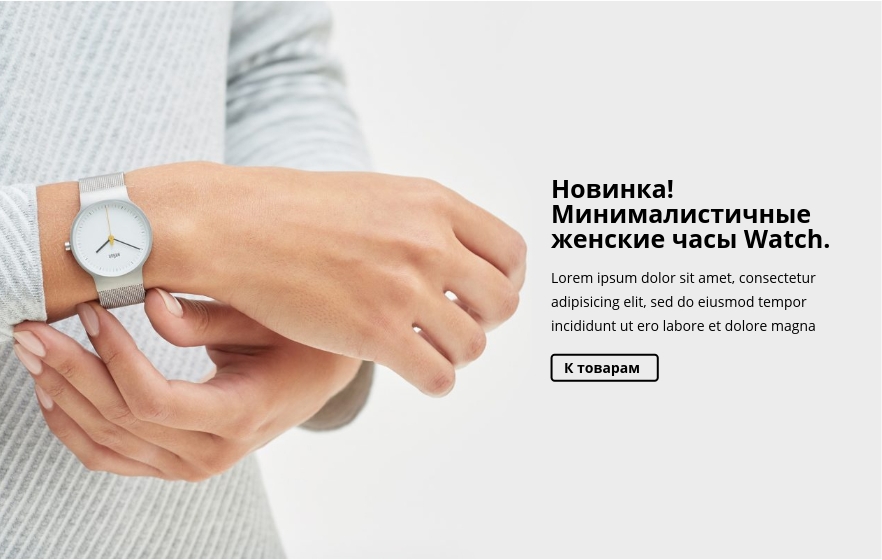 Новинка!
Минималистичные
женские часы Watch.
Lorem ipsum dolor sit amet, consectetur
adipisicing elit, sed do eiusmod tempor
incididunt ut ero labore et dolore magna
К товарам